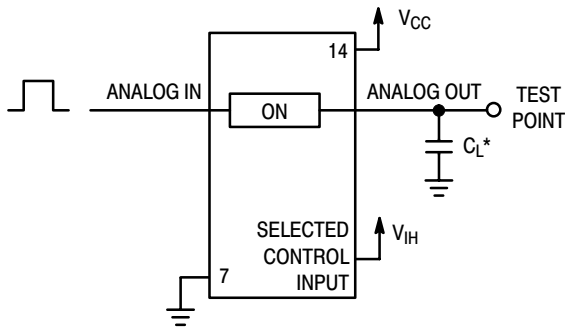 VCC
14
ANALOG IN
ON
ANALOG OUT
TEST
POINT
CL*
SELECTED
CONTROL
INPUT
VIH
7